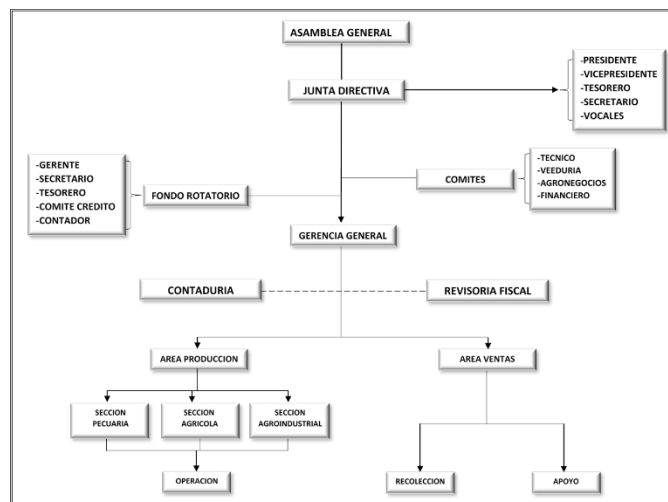 ASAMBLEA GENERAL
JUNTA DIRECTIVA
-PRESIDENTE
-VICEPRESIDENTE
-TESORERO
-SECRETARIO
-VOCALES
-GERENTE
-SECRETARIO
-TESORERO
-COMITE CREDITO
-CONTADOR
FONDO ROTATORIO
COMITES
-TECNICO
-VEEDURIA
-AGRONEGOCIOS
-FINANCIERO
GERENCIA GENERAL
CONTADURIA
REVISORIA FISCAL
AREA PRODUCCION
AREA VENTAS
SECCION
PECUARIA
SECCION
AGRICOLA
SECCION
AGROINDUSTRIAL
OPERACION
RECOLECCION
APOYO